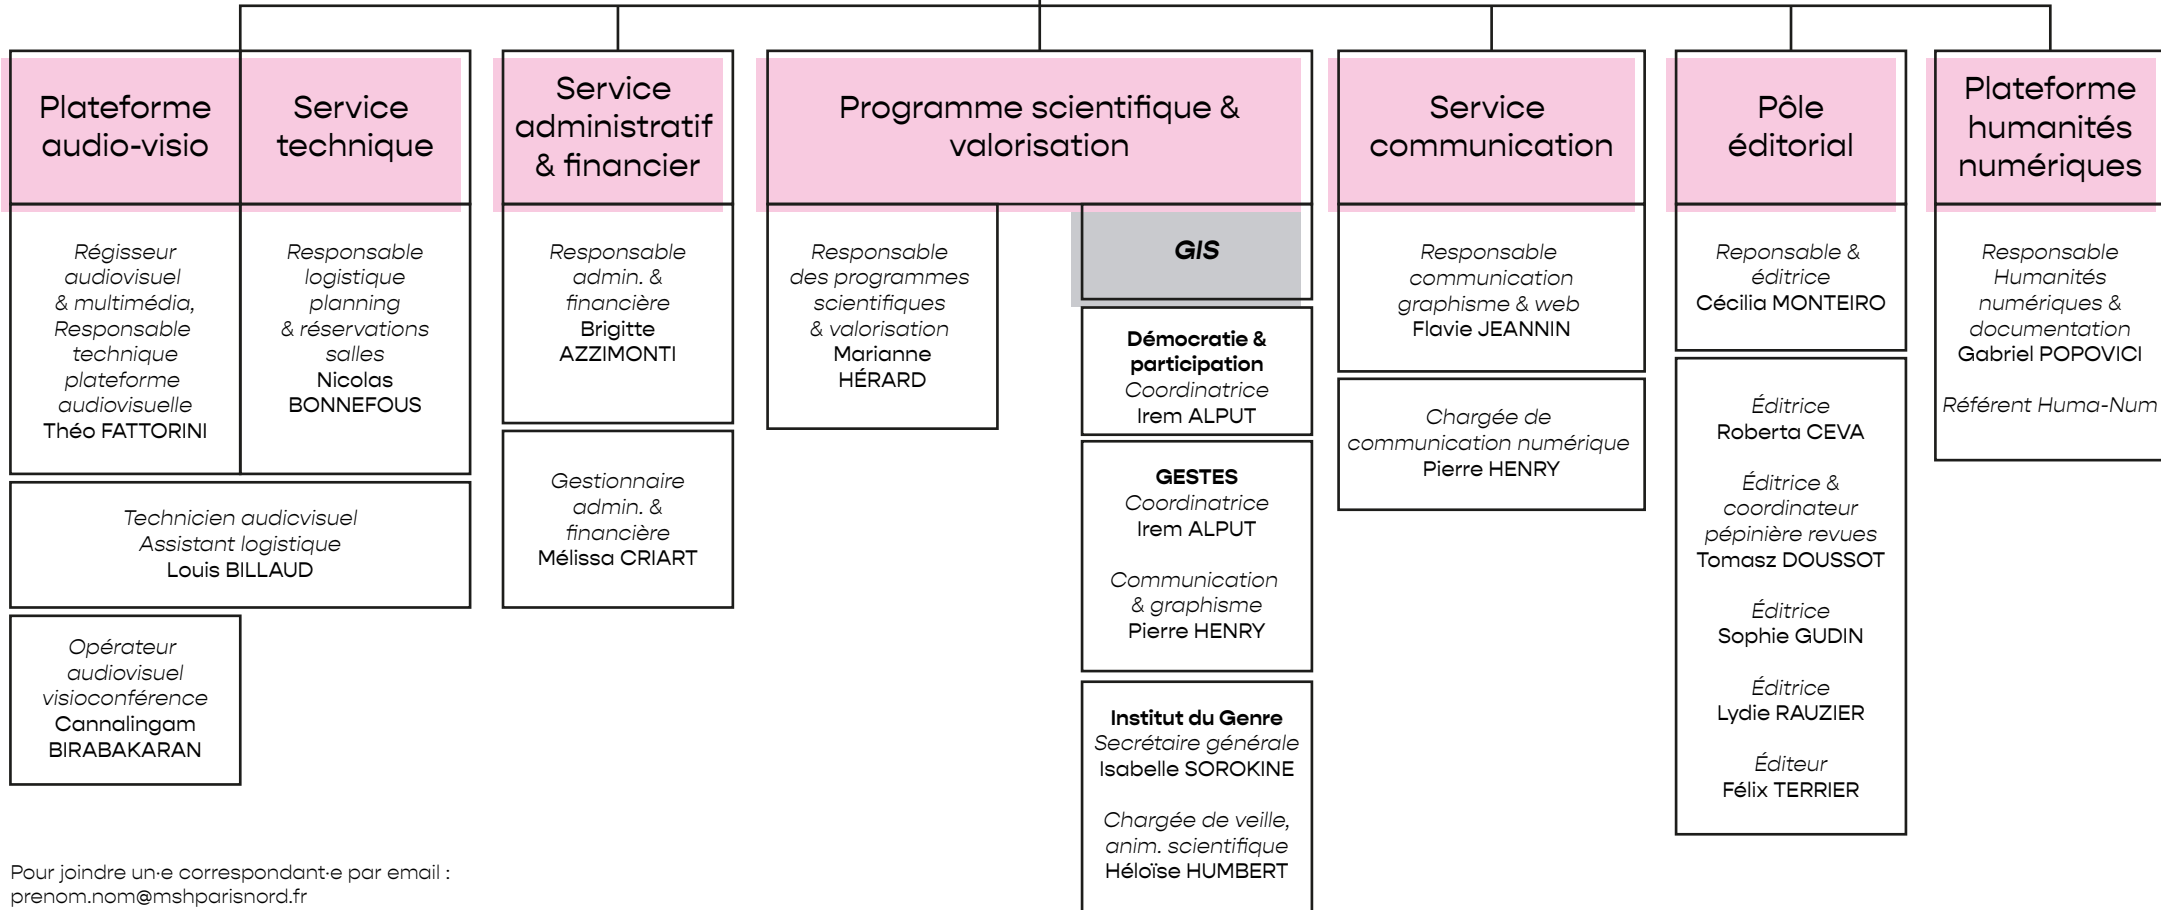 Plateforme
audio-visio
Service
technique
Service
administratif
& financier
Programme scientifique &
valorisation
Service
communication
Pôle
éditorial
Plateforme
humanités
numériques
Régisseur
audiovisuel
& multimédia,
Responsable
technique
plateforme
audiovisuelle
Théo FATTORINI
Responsable
logistique
planning
& réservations
salles
Nicolas
BONNEFOUS
Technicien audicvisuel
Assistant logistique
Louis BILLAUD
Opérateur
audiovisuel
visioconférence
Cannalingam
BIRABAKARAN
Responsable
admin. &
financière
Brigitte
AZZIMONTI
Gestionnaire
admin. &
financière
Mélissa CRIART
Responsable
des programmes
scientifiques
& valorisation
Marianne
HÉRARD
GIS
Démocratie &
participation
Coordinatrice
Irem ALPUT
GESTES
Coordinatrice
Irem ALPUT
Communication
& graphisme
Pierre HENRY
Institut du Genre
Secrétaire générale
Isabelle SOROKINE
Chargée de veille,
anim. scientifique
Héloïse HUMBERT
Responsable
communication
graphisme & web
Flavie JEANNIN
Chargée de
communication numérique
Pierre HENRY
Reponsable &
éditrice
Cécilia MONTEIRO
Éditrice
Roberta CEVA
Éditrice &
coordinateur
pépinière revues
Tomasz DOUSSOT
Éditrice
Sophie GUDIN
Éditrice
Lydie RAUZIER
Éditeur
Félix TERRIER
Responsable
Humanités
numériques &
documentation
Gabriel POPOVICI
Référent Huma-Num
Pour joindre un·e correspondant·e par email :
prenom.nom@mshparisnord.fr